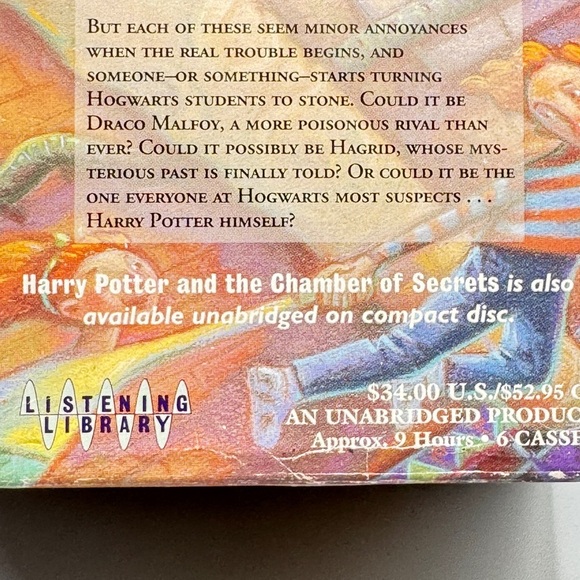 But each of these seem minor annoyances
when the real trouble begins, and
someone—or something—starts turning
Hogwarts students to stone. Could it be
Draco Malfoy, a more poisonous rival than
ever? Could it possibly be Hagrid, whose mys-
terious past is finally told? Or could it be the
one everyone at Hogwarts most suspects . . .
Harry Potter himself?
Harry Potter and the Chamber of Secrets is also
available unabridged on compact disc.
LiSTENING
LIBRARY
$34.00 U.S./$52.95 C
AN UNABRIDGED PRODUC
Approx. 9 Hours • 6 CASSE